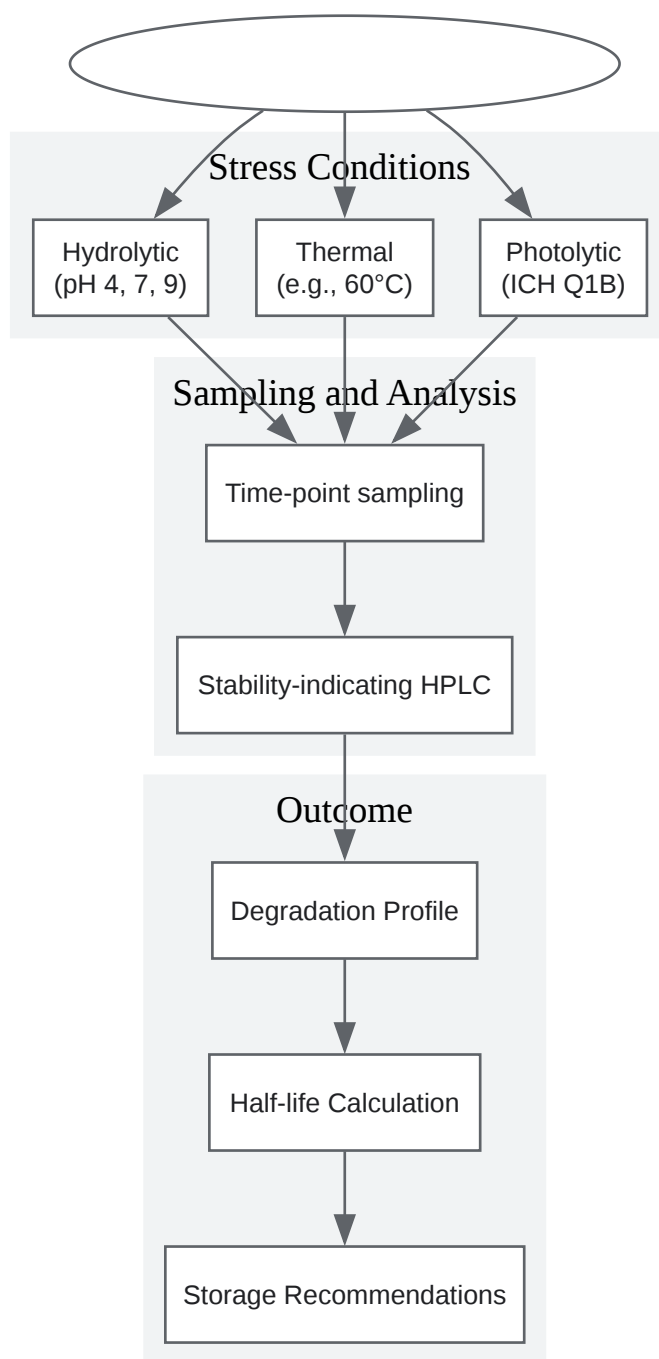 Stress Conditions
Hydrolytic
(pH 4, 7, 9)
Thermal
(e.g., 60°C)
Photolytic
(ICH Q1B)
Sampling and Analysis
Time-point sampling
Stability-indicating HPLC
Outcome
Degradation Profile
Half-life Calculation
Storage Recommendations